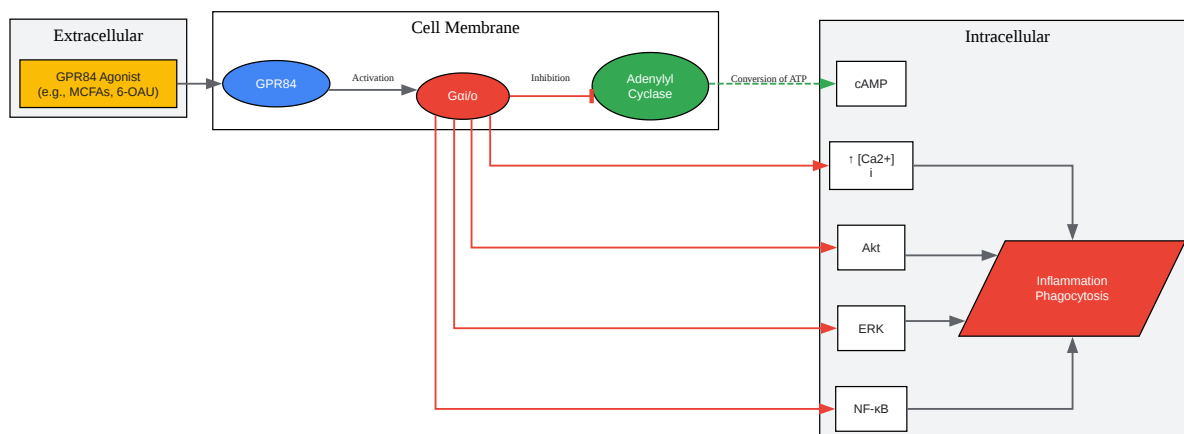 Extracellular
GPR84 Agonist
(e.g., MCFAs, 6-OAU)
Cell Membrane
GPR84
Activation
Gαi/o
Inhibition
Adenylyl
Cyclase
Conversion of ATP
Intracellular
cAMP
↑ [Ca2+]
i
Akt
ERK
NF-κB
Inflammation
Phagocytosis